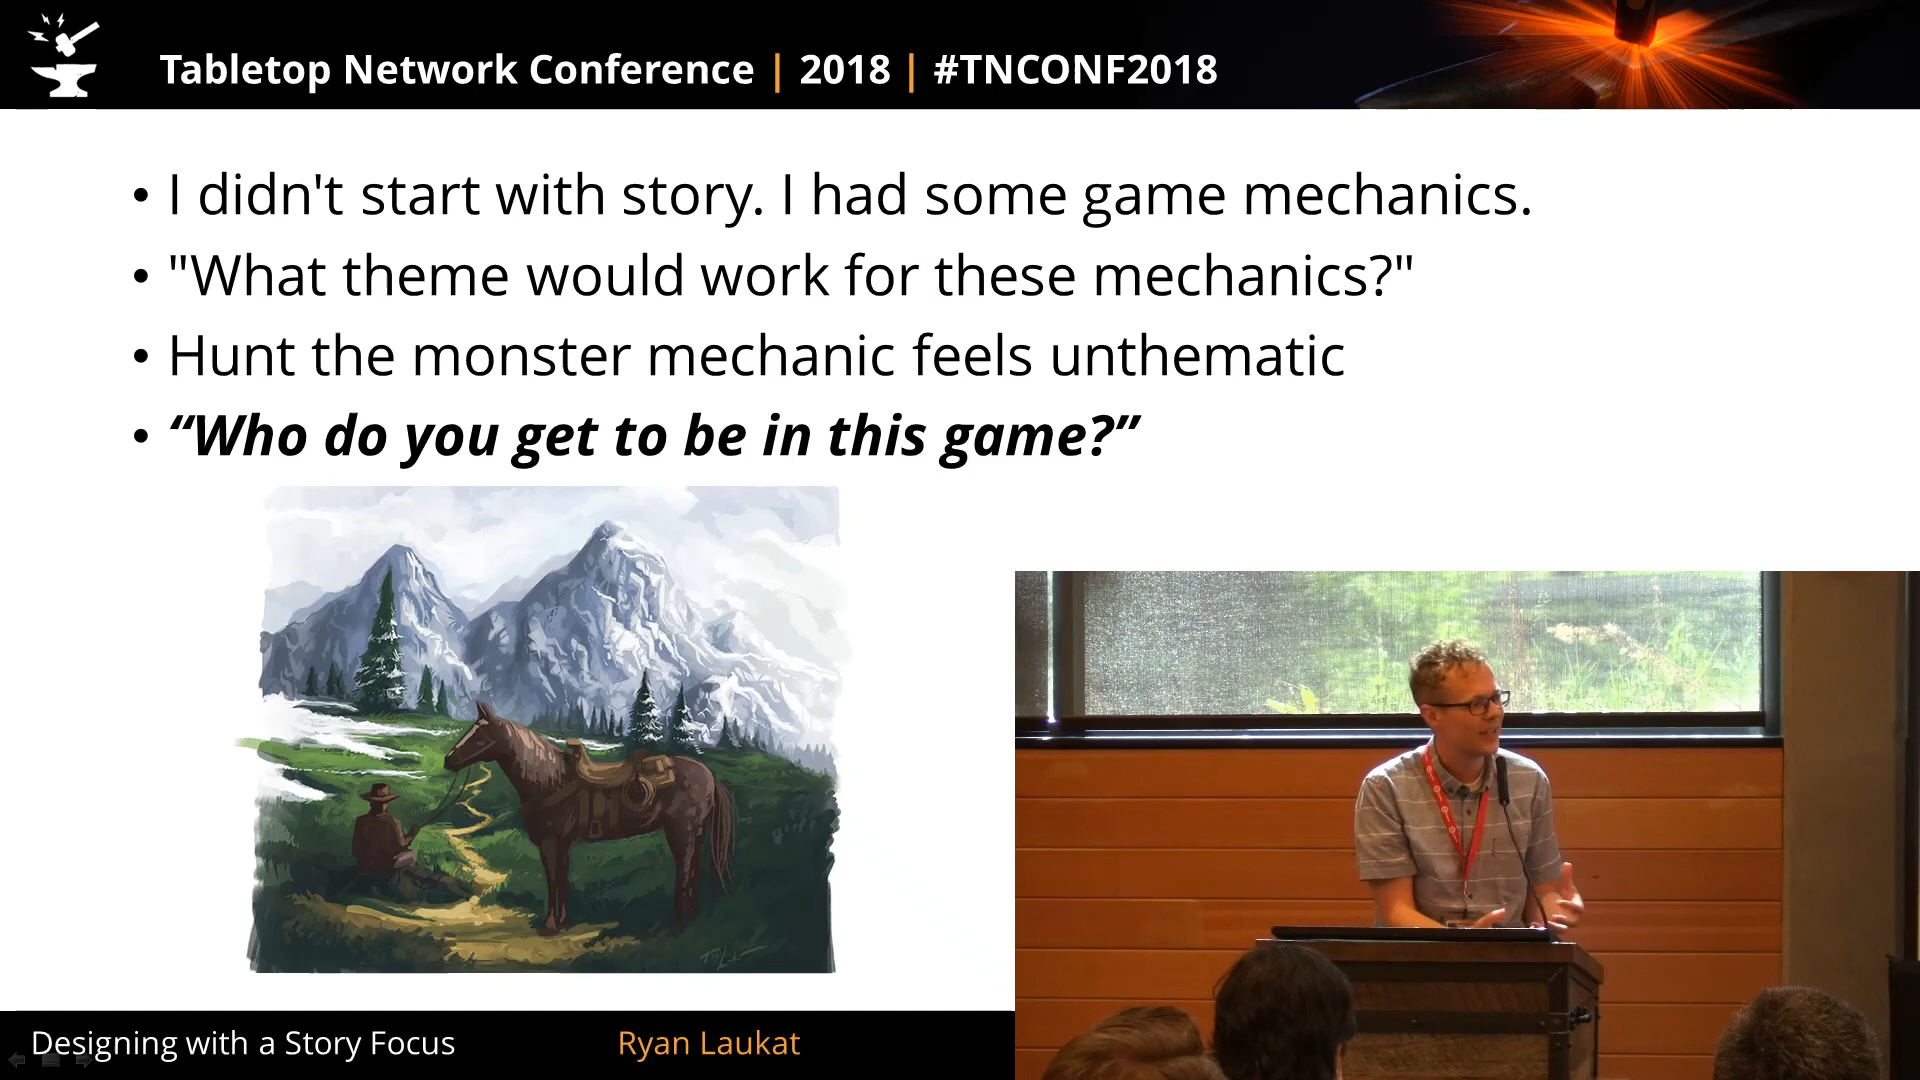 Tabletop Network Conference | 2018 | #TNCONF2018
• I didn't start with story. I had some game mechanics.
• "What theme would work for these mechanics?"
• Hunt the monster mechanic feels unthematic
• “Who do you get to be in this game?”
Designing with a Story Focus
Ryan Laukat